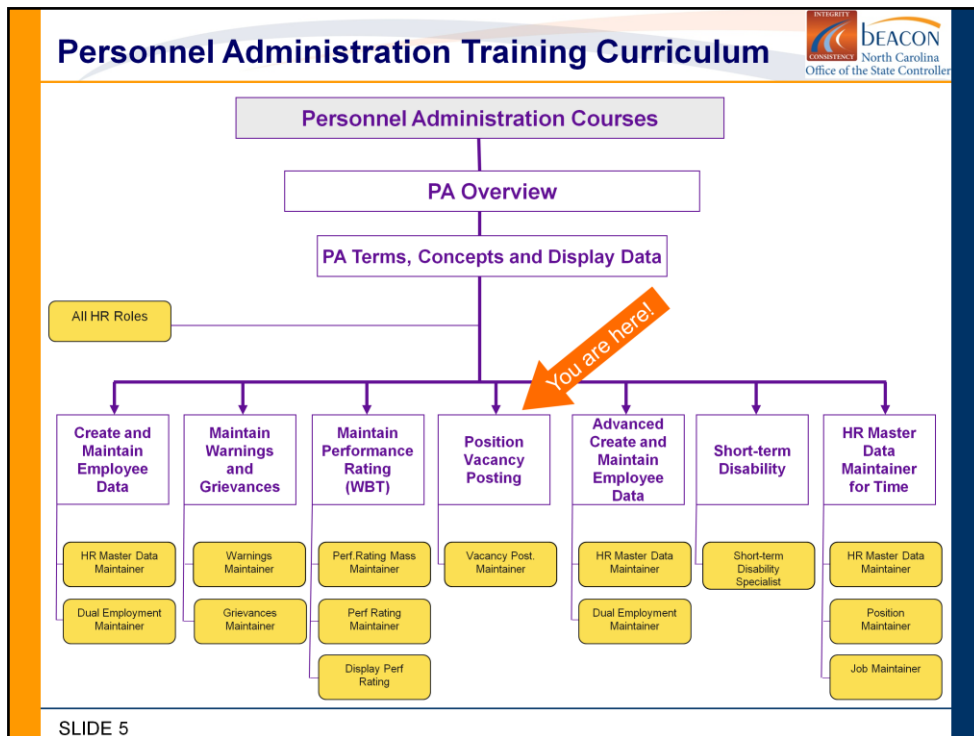 Personnel Administration Training Curriculum
INTEGRITY
CONSISTENCY
bEACON
North Carolina
Office of the State Controller
Personnel Administration Courses
PA Overview
PA Terms, Concepts and Display Data
All HR Roles
You are here!
Create and
Maintain
Employee
Data
Maintain
Warnings
and
Grievances
Maintain
Performance
Rating
(WBT)
Position
Vacancy
Posting
Advanced
Create and
Maintain
Employee
Data
Short-term
Disability
HR Master
Data
Maintainer
for Time
HR Master Data
Maintainer
Dual Employment
Maintainer
Warnings
Maintainer
Grievances
Maintainer
Perf.Rating Mass
Maintainer
Perf Rating
Maintainer
Display Perf
Rating
Vacancy Post.
Maintainer
HR Master Data
Maintainer
Dual Employment
Maintainer
Short-term
Disability
Specialist
HR Master Data
Maintainer
Position
Maintainer
Job Maintainer
SLIDE 5